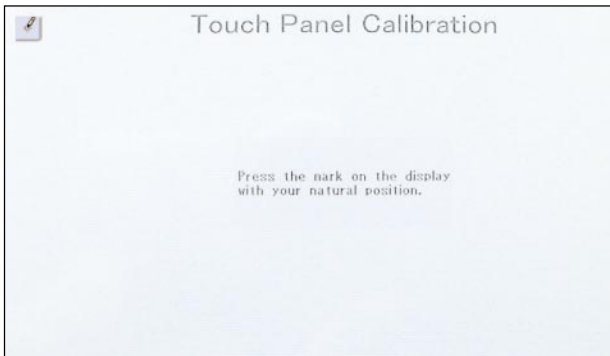 Touch Panel Calibration
Press the nark on the display
with your natural position.